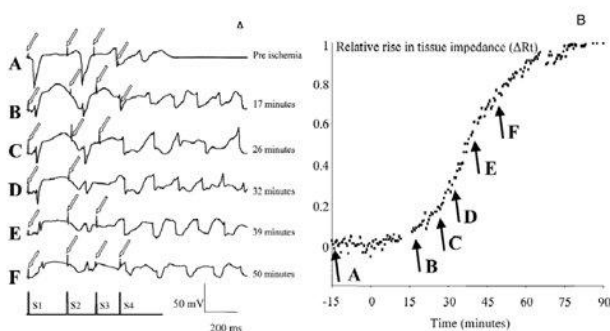 A
Pre ischemia
B
17 minutes
C
26 minutes
D
32 minutes
E
39 minutes
F
50 minutes
S1 S2 S3 S4
50 mV
200 ms
B
Relative rise in tissue impedance (ΔRt)
1
0.8
0.6
0.4
0.2
0
F
E
D
C
B
A
-15 0 15 30 45 60 75 90
Time (minutes)